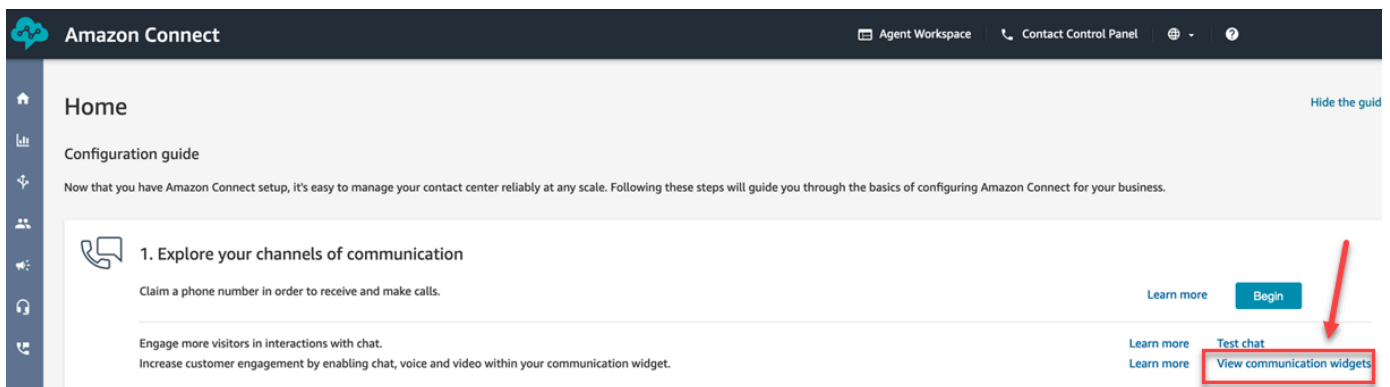 Amazon Connect
Agent Workspace
Contact Control Panel
Home
Hide the guid
Configuration guide
Now that you have Amazon Connect setup, it's easy to manage your contact center reliably at any scale. Following these steps will guide you through the basics of configuring Amazon Connect for your business.
1. Explore your channels of communication
Claim a phone number in order to receive and make calls.
Learn more
Begin
Engage more visitors in interactions with chat.
Learn more
Test chat
Increase customer engagement by enabling chat, voice and video within your communication widget.
Learn more
View communication widgets